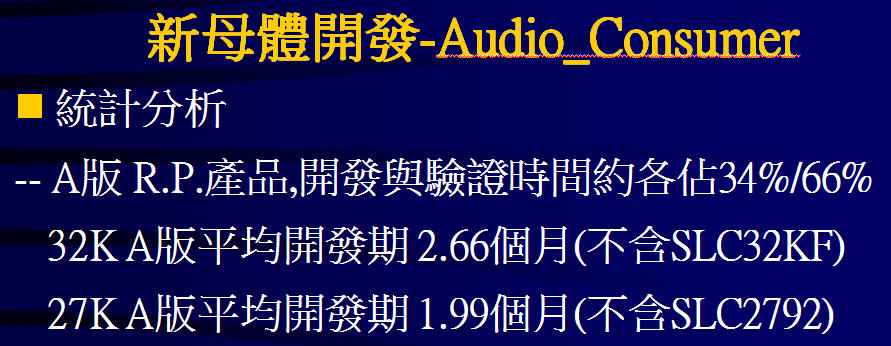 新母體開發-Audio_Consumer
統計分析
-- A版 R.P.產品,開發與驗證時間約各佔34%/66%
32K A版平均開發期 2.66個月(不含SLC32KF)
27K A版平均開發期 1.99個月(不含SLC2792)